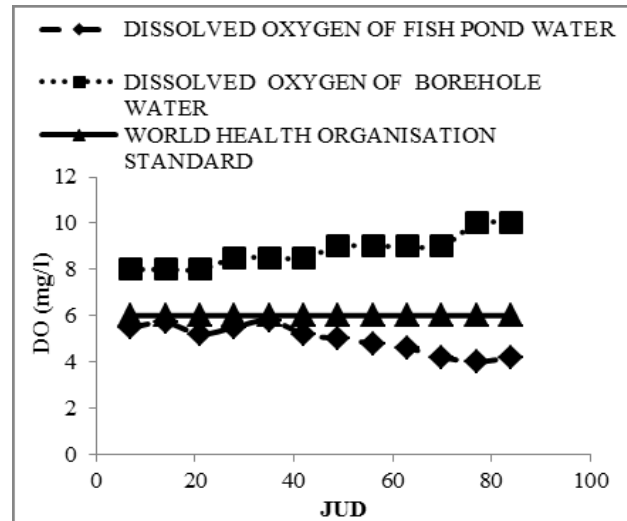 DISSOLVED OXYGEN OF FISH POND WATER
DISSOLVED OXYGEN OF BOREHOLE
WATER
WORLD HEALTH ORGANISATION
STANDARD
12
10
8
6
4
2
0
DO (mg/l)
0 20 40 60 80 100
JUD